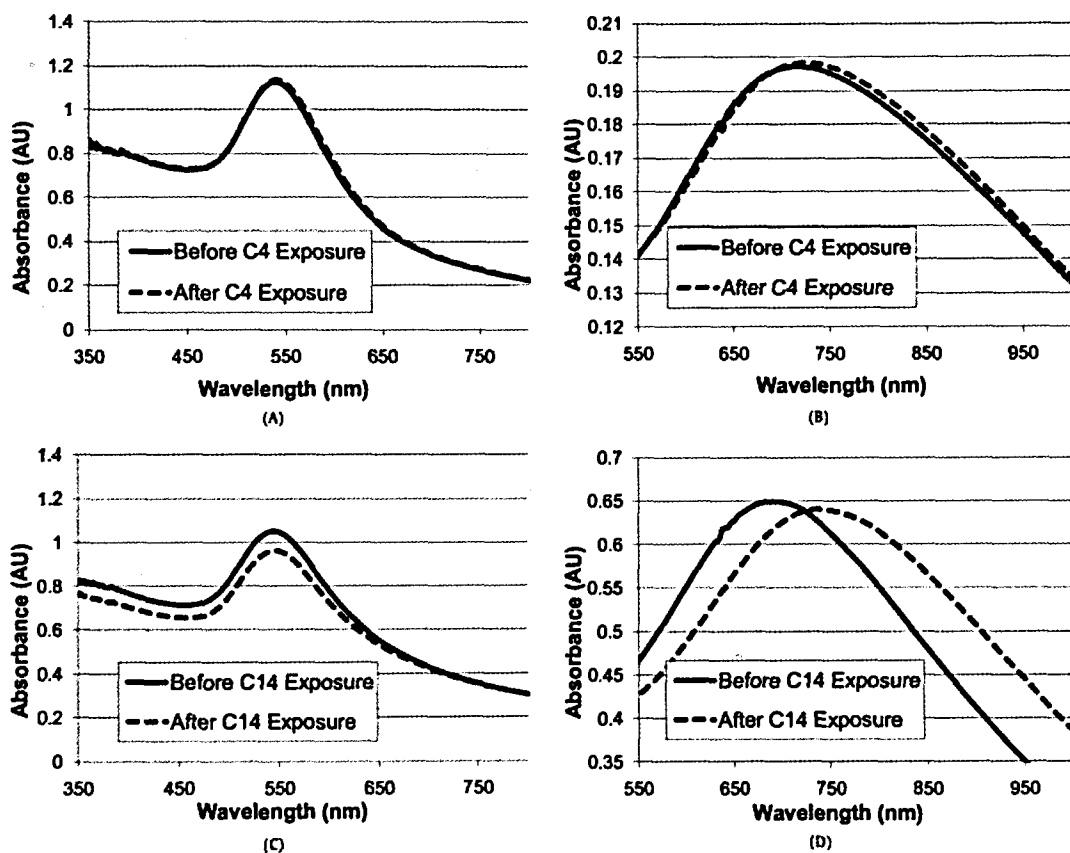 1.4
1.2
1
0.8
0.6
0.4
0.2
0
Absorbance (AU)
Before C4 Exposure
After C4 Exposure
350 450 550 650 750
Wavelength (nm)
(A)
0.21
0.2
0.19
0.18
0.17
0.16
0.15
0.14
0.13
0.12
Absorbance (AU)
Before C4 Exposure
After C4 Exposure
550 650 750 850 950
Wavelength (nm)
(B)
1.4
1.2
1
0.8
0.6
0.4
0.2
0
Absorbance (AU)
Before C14 Exposure
After C14 Exposure
350 450 550 650 750
Wavelength (nm)
(C)
0.7
0.65
0.6
0.55
0.5
0.45
0.4
0.35
Absorbance (AU)
Before C14 Exposure
After C14 Exposure
550 650 750 850 950
Wavelength (nm)
(D)